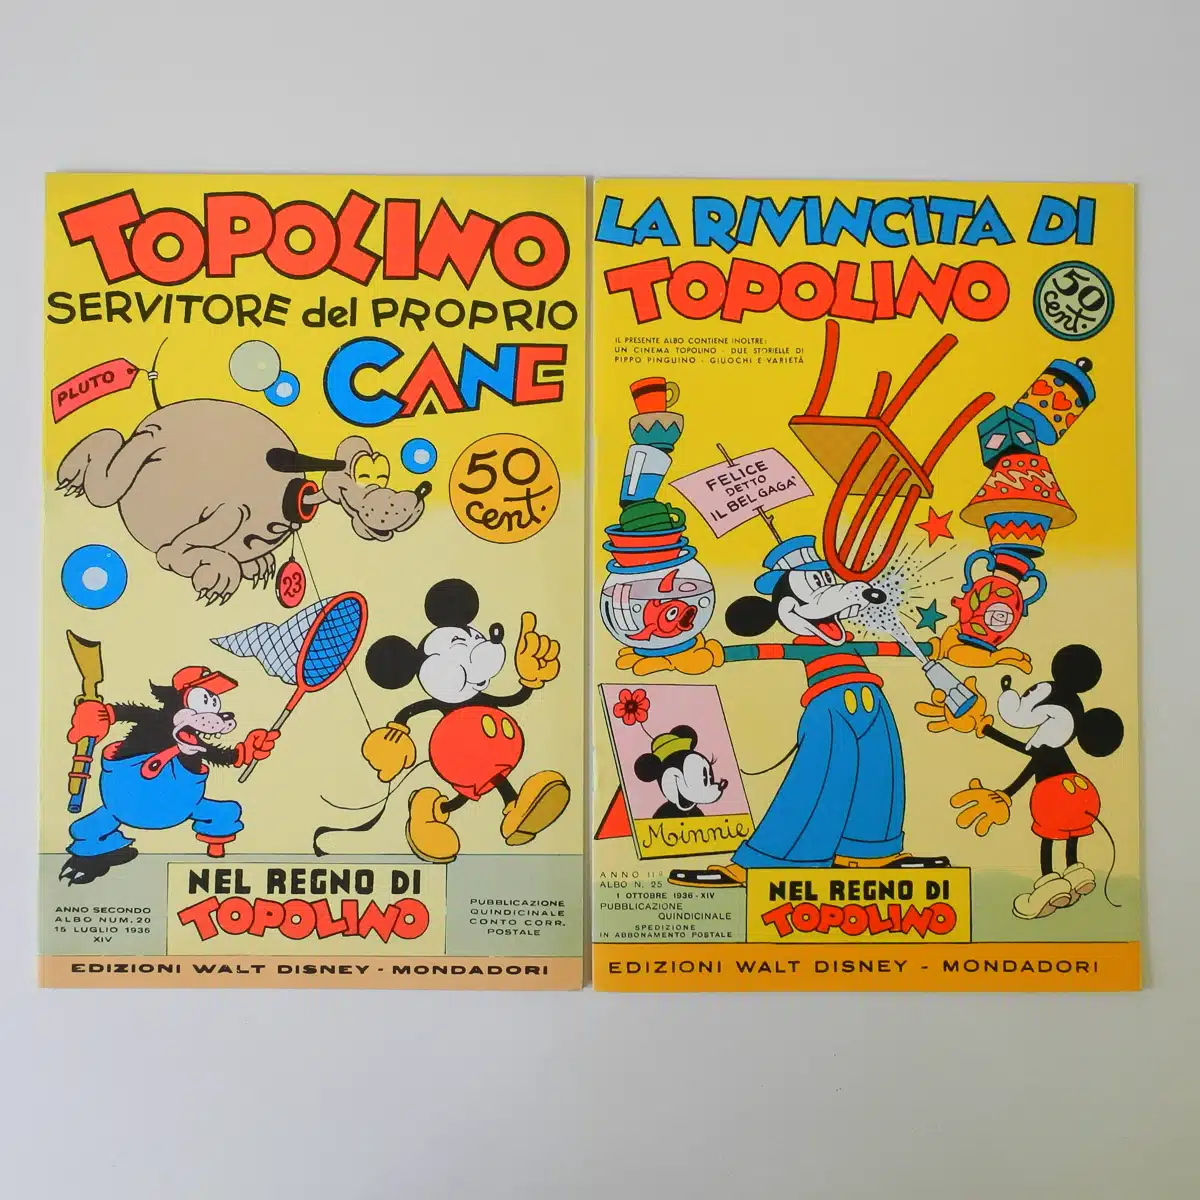 TOPOLINO
SERVITORE del PROPRIO
CANE
PLUTO
50
cent.
23
NEL REGNO DI
TOPOLINO
ANNO SECONDO
ALBO NUM. 20
15 LUGLIO 1936
XIV
PUBBLICAZIONE
QUINDICINALE
CONTO CORR.
POSTALE
EDIZIONI WALT DISNEY - MONDADORI
LA RIVINCITA DI
TOPOLINO
50
cent.
IL PRESENTE ALBO CONTIENE INOLTRE:
UN CINEMA TOPOLINO - DUE STORIELLE DI
PIPPO PINGUINO - GIUOCHI E VARIETÀ
FELICE
DETTO
IL BEL GAGA'
Minnie
ANNO II
ALBO N. 25
1 OTTOBRE 1936 - XIV
PUBBLICAZIONE
QUINDICINALE
SPEDIZIONE
IN ABBONAMENTO POSTALE
NEL REGNO DI
TOPOLINO
EDIZIONI WALT DISNEY - MONDADORI